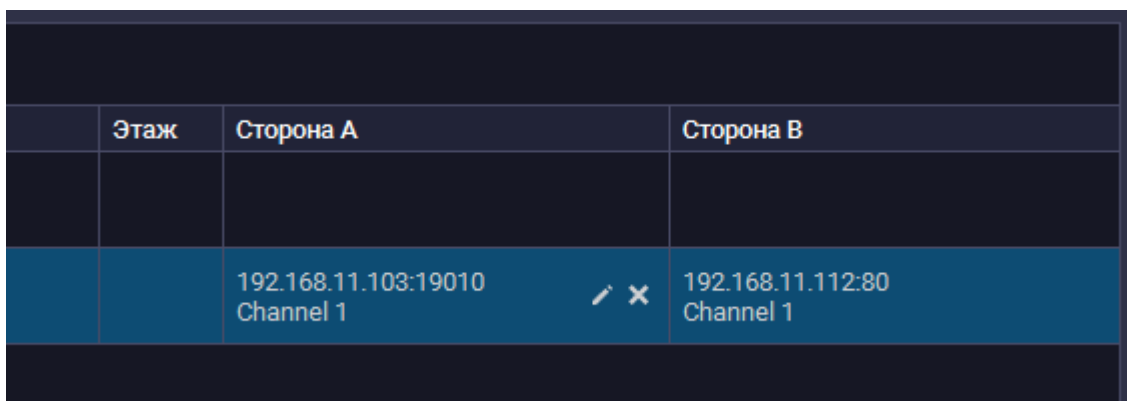 Этаж
Сторона A
Сторона B
192.168.11.103:19010
Channel 1
192.168.11.112:80
Channel 1